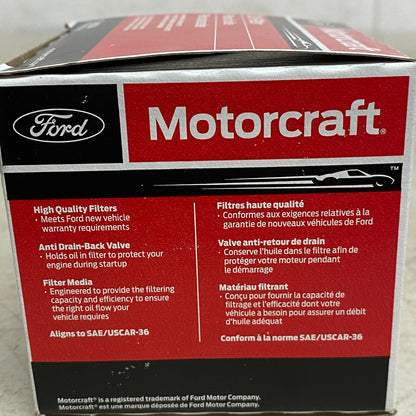 Motorcraft
Ford
Motorcraft®
™
High Quality Filters
• Meets Ford new vehicle
warranty requirements
Anti Drain-Back Valve
• Holds oil in filter to protect your
engine during startup
Filter Media
• Engineered to provide the filtering
capacity and efficiency to ensure
the right oil flow your
vehicle requires
Aligns to SAE/USCAR-36
Filtres haute qualité
• Conformes aux exigences relatives à la
garantie de nouveaux véhicules de Ford
Valve anti-retour de drain
• Conserve l'huile dans le filtre afin de
protéger votre moteur pendant
le démarrage
Matériau filtrant
• Conçu pour fournir la capacité de
filtrage et l'efficacité dont votre
véhicule a besoin pour assurer un débit
d'huile adéquat
Conform à la norme SAE/USCAR-36
Motorcraft® is a registered trademark of Ford Motor Company.
Motorcraft® est une marque déposée de Ford Motor Company.